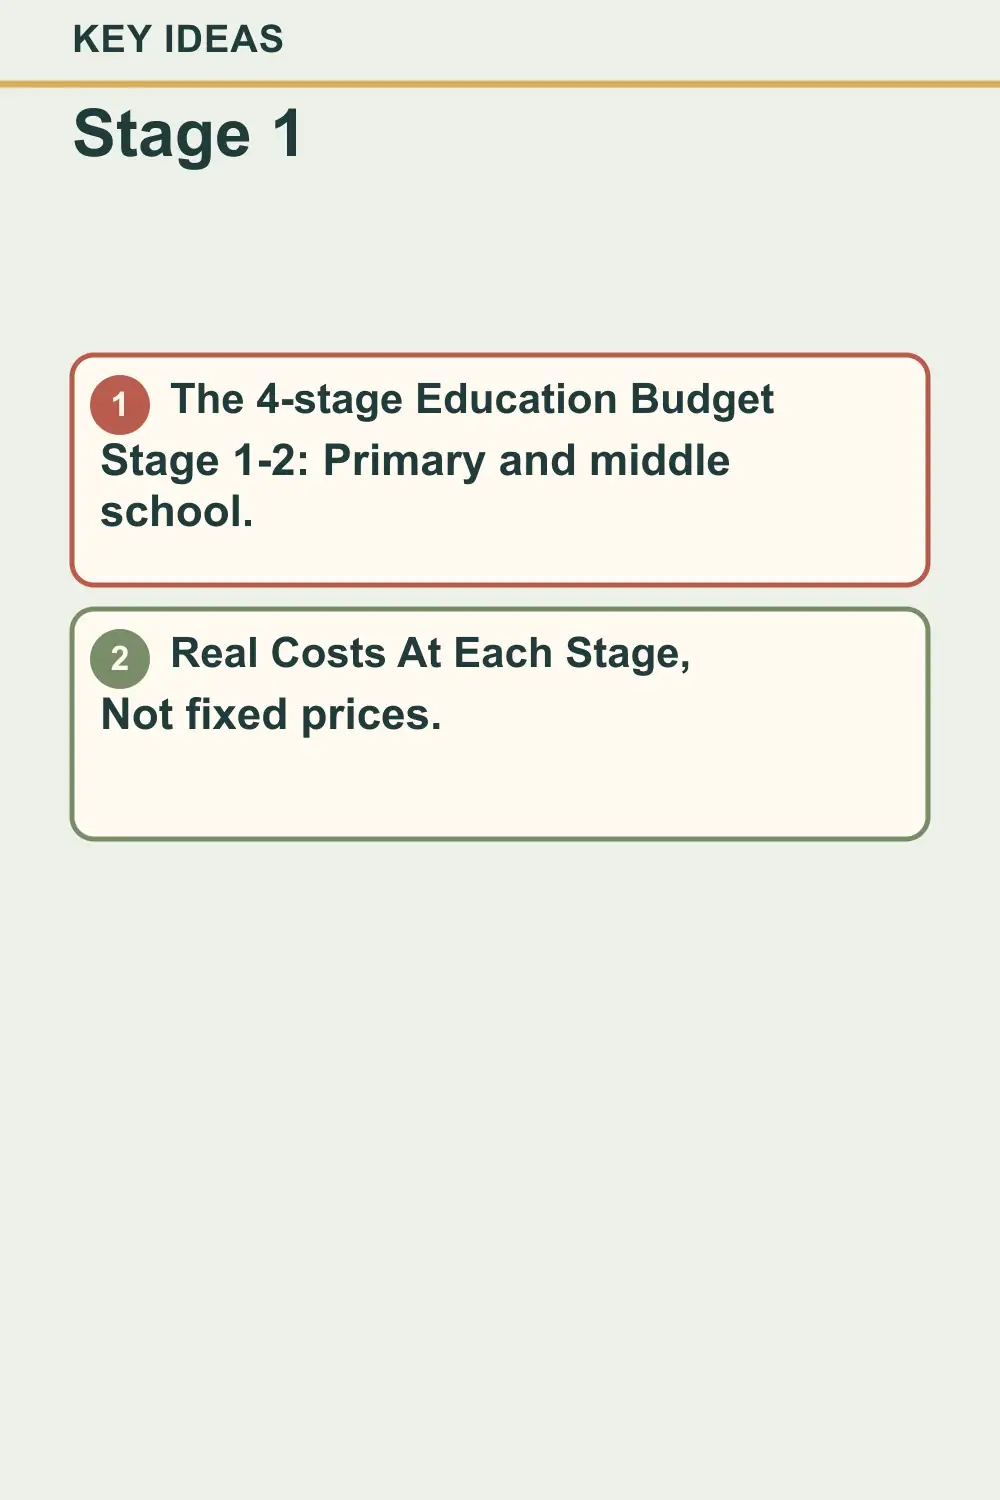 KEY IDEAS
Stage 1
1 The 4-stage Education Budget
Stage 1-2: Primary and middle
school.
2 Real Costs At Each Stage,
Not fixed prices.